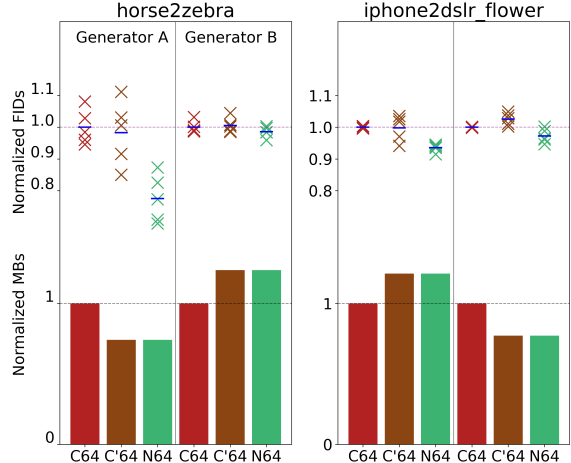 horse2zebra
iphone2dslr_flower
Generator A
Generator B
Normalized FIDs
1.1
1.0
0.9
0.8
1.1
1.0
0.9
0.8
Normalized MBs
1
0
1
0
C64 C'64 N64 C64 C'64 N64
C64 C'64 N64 C64 C'64 N64